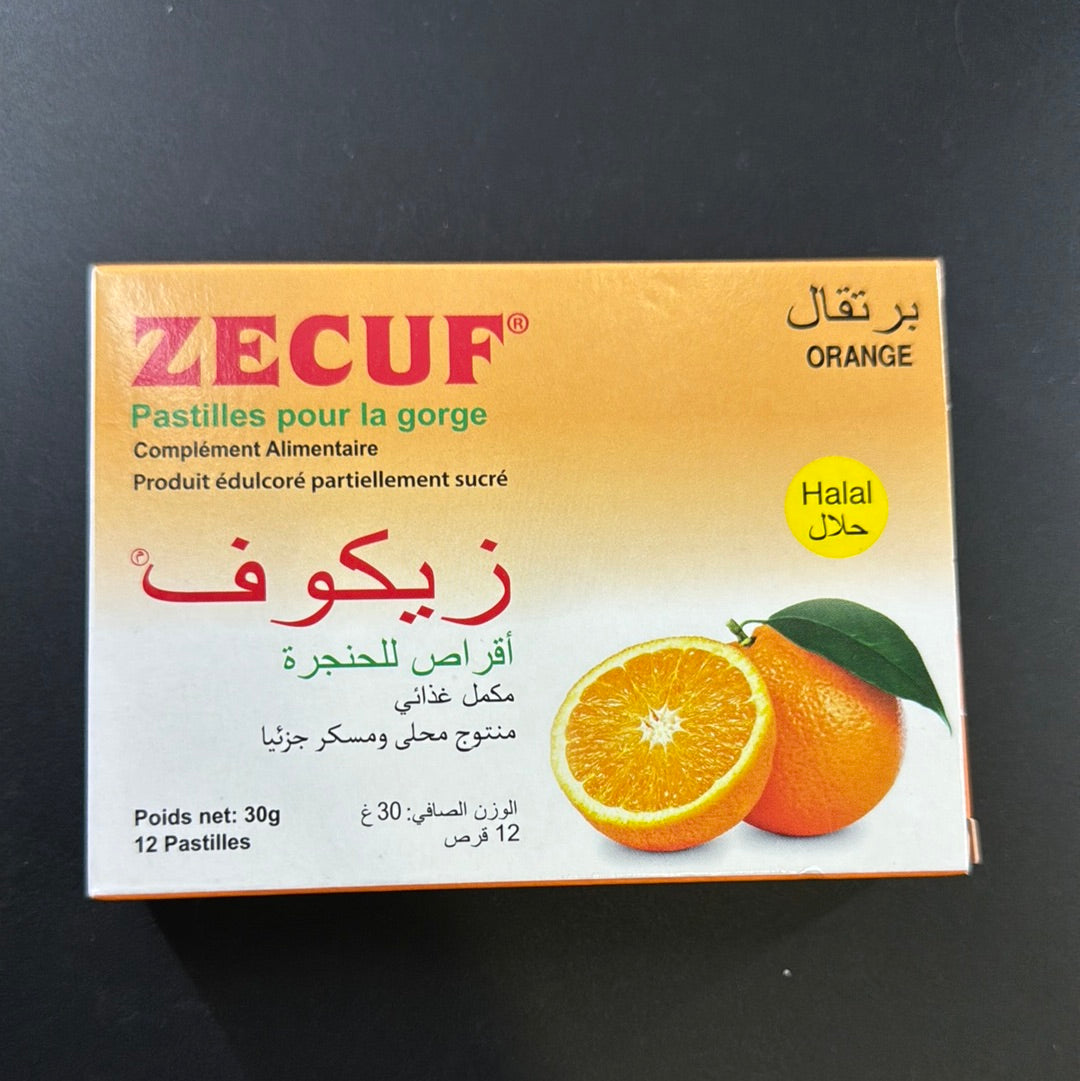 ZECUF®
Pastilles pour la gorge
Complément Alimentaire
Produit édulcoré partiellement sucré
برتقال
ORANGE
Halal
حلال
زيكوف م
أقراص للحنجرة
مكمل غذائي
منتوج محلى ومسكر جزئيا
Poids net: 30g
12 Pastilles
الوزن الصافي: 30 غ
12 قرص